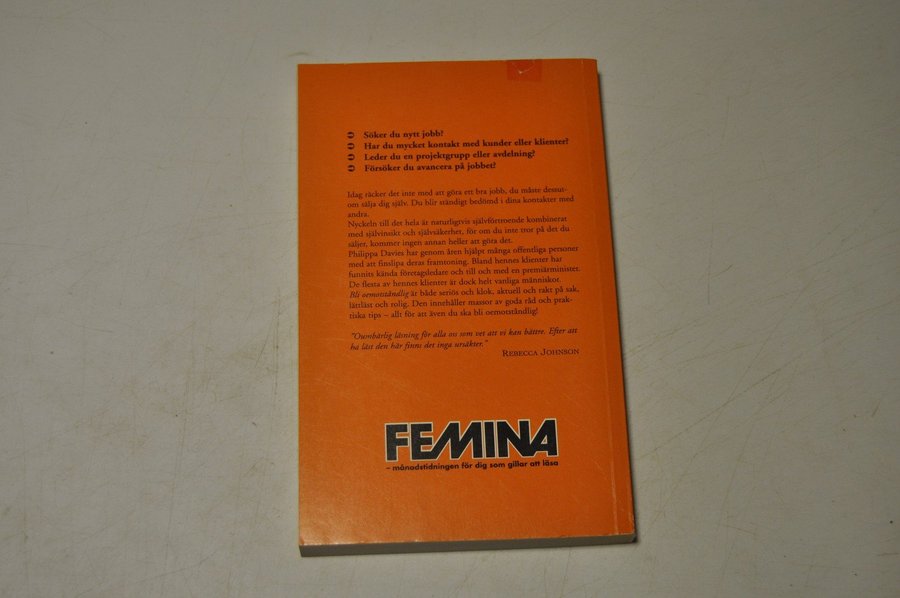 Söker du nytt jobb?
Har du mycket kontakt med kunder eller klienter?
Leder du en projektgrupp eller avdelning?
Försöker du avancera på jobbet?
Idag räcker det inte med att göra ett bra jobb, du måste dessut-
om sälja dig själv. Du blir ständigt bedömd i dina kontakter med
andra.
Nyckeln till det hela är naturligtvis självförtroende kombinerat
med självinsikt och självsäkerhet, för om du inte tror på det du
säljer, kommer ingen annan heller att göra det.
Philippa Davies har genom åren hjälpt många offentliga personer
med att finslipa deras framtoning. Bland hennes klienter har
funnits kända företagsledare och till och med en premiärminister.
De flesta av hennes klienter är dock helt vanliga människor.
Bli oemotståndlig är både seriös och klok, aktuell och rakt på sak,
lättläst och rolig. Den innehåller massor av goda råd och prak-
tiska tips – allt för att även du ska bli oemotståndlig!
"Oumbärlig läsning för alla oss som vet att vi kan bättre. Efter att
ha läst den här finns det inga ursäkter."
REBECCA JOHNSON
FEMINA
– månadstidningen för dig som gillar att läsa